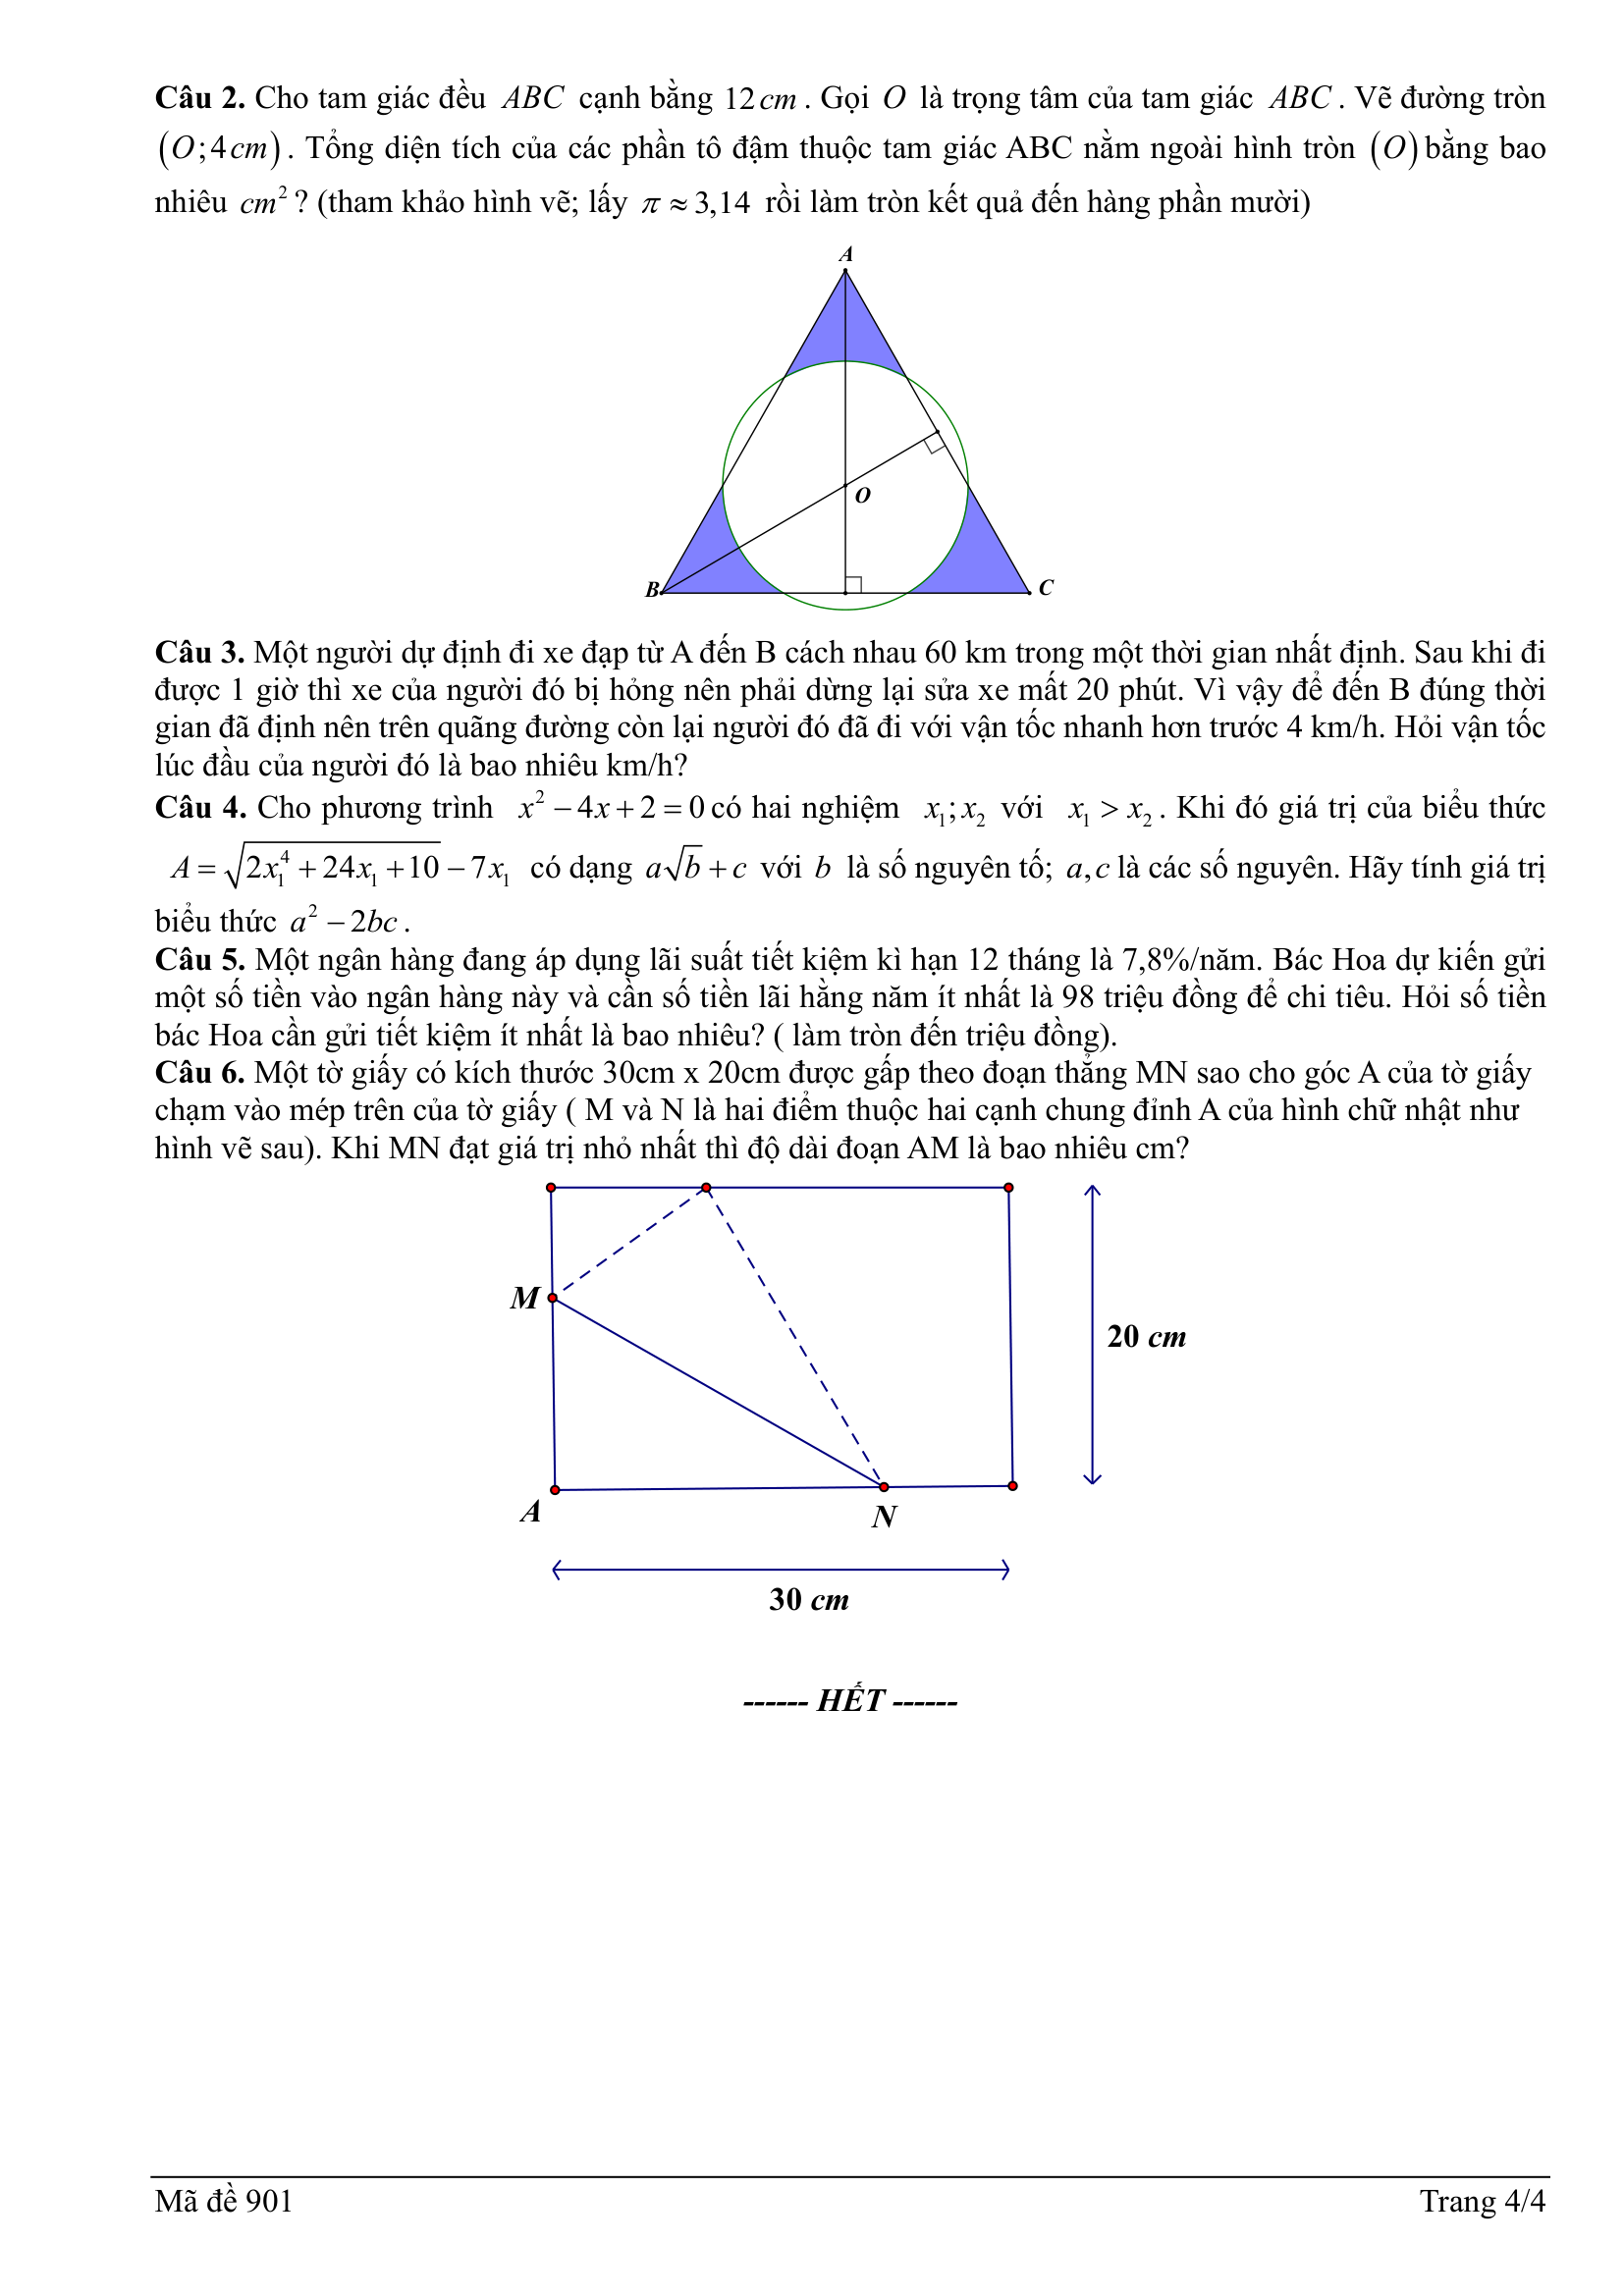 Câu 2. Cho tam giác đều ABC cạnh bằng 12cm. Gọi O là trọng tâm của tam giác ABC. Vẽ đường tròn
(O;4cm). Tổng diện tích của các phần tô đậm thuộc tam giác ABC nằm ngoài hình tròn (O) bằng bao
nhiêu cm²? (tham khảo hình vẽ; lấy π ≈ 3,14 rồi làm tròn kết quả đến hàng phần mười)
A
O
B
C
Câu 3. Một người dự định đi xe đạp từ A đến B cách nhau 60 km trong một thời gian nhất định. Sau khi đi
được 1 giờ thì xe của người đó bị hỏng nên phải dừng lại sửa xe mất 20 phút. Vì vậy để đến B đúng thời
gian đã định nên trên quãng đường còn lại người đó đã đi với vận tốc nhanh hơn trước 4 km/h. Hỏi vận tốc
lúc đầu của người đó là bao nhiêu km/h?
Câu 4. Cho phương trình x² − 4x + 2 = 0 có hai nghiệm x₁; x₂ với x₁ > x₂. Khi đó giá trị của biểu thức
A = √(2x₁⁴ + 24x₁ + 10) − 7x₁ có dạng a√b + c với b là số nguyên tố; a,c là các số nguyên. Hãy tính giá trị
biểu thức a² − 2bc.
Câu 5. Một ngân hàng đang áp dụng lãi suất tiết kiệm kì hạn 12 tháng là 7,8%/năm. Bác Hoa dự kiến gửi
một số tiền vào ngân hàng này và cần số tiền lãi hằng năm ít nhất là 98 triệu đồng để chi tiêu. Hỏi số tiền
bác Hoa cần gửi tiết kiệm ít nhất là bao nhiêu? ( làm tròn đến triệu đồng).
Câu 6. Một tờ giấy có kích thước 30cm x 20cm được gấp theo đoạn thẳng MN sao cho góc A của tờ giấy
chạm vào mép trên của tờ giấy ( M và N là hai điểm thuộc hai cạnh chung đỉnh A của hình chữ nhật như
hình vẽ sau). Khi MN đạt giá trị nhỏ nhất thì độ dài đoạn AM là bao nhiêu cm?
M
20 cm
A
N
30 cm
------ HẾT ------
Mã đề 901 Trang 4/4